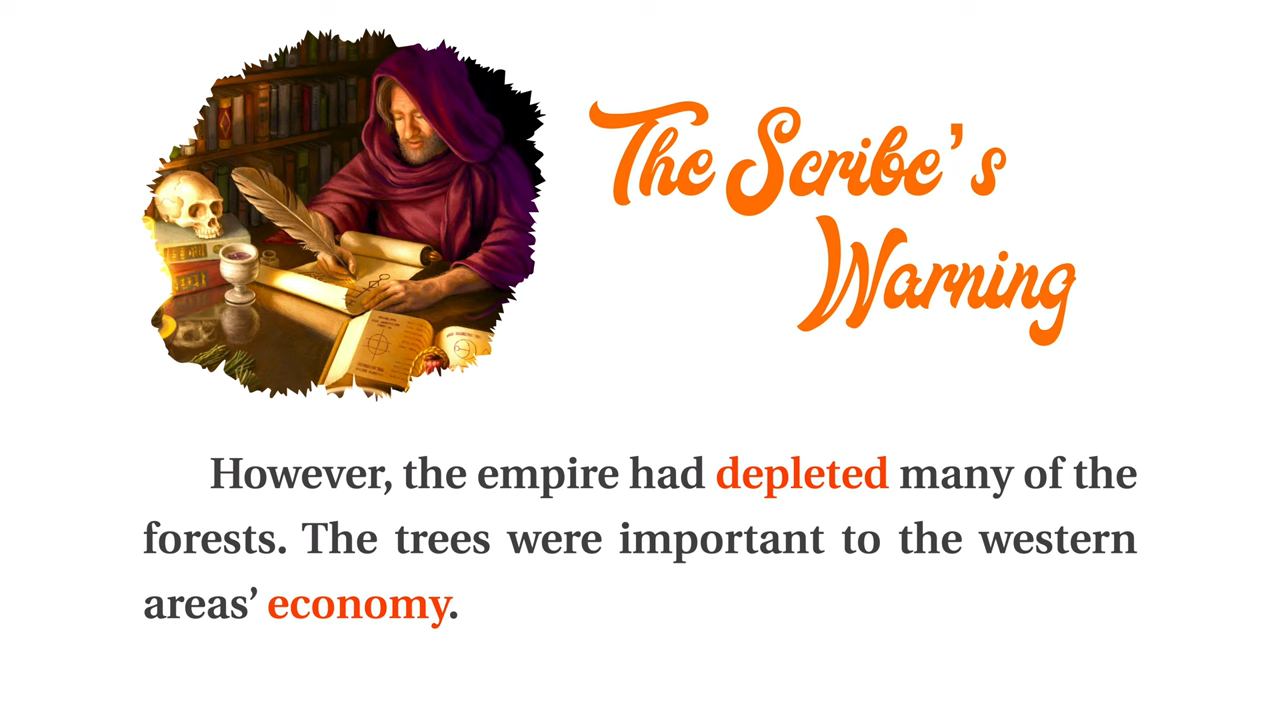 The Scribe's
Warning
However, the empire had depleted many of the
forests. The trees were important to the western
areas’ economy.